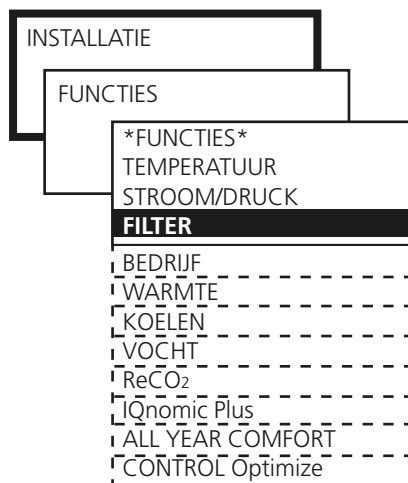 INSTALLATIE
FUNCTIES
*FUNCTIES*
TEMPERATUUR
STROOM/DRUCK
FILTER
BEDRIJF
WARMTE
KOELEN
VOCHT
ReCO₂
IQnomic Plus
ALL YEAR COMFORT
CONTROL Optimize